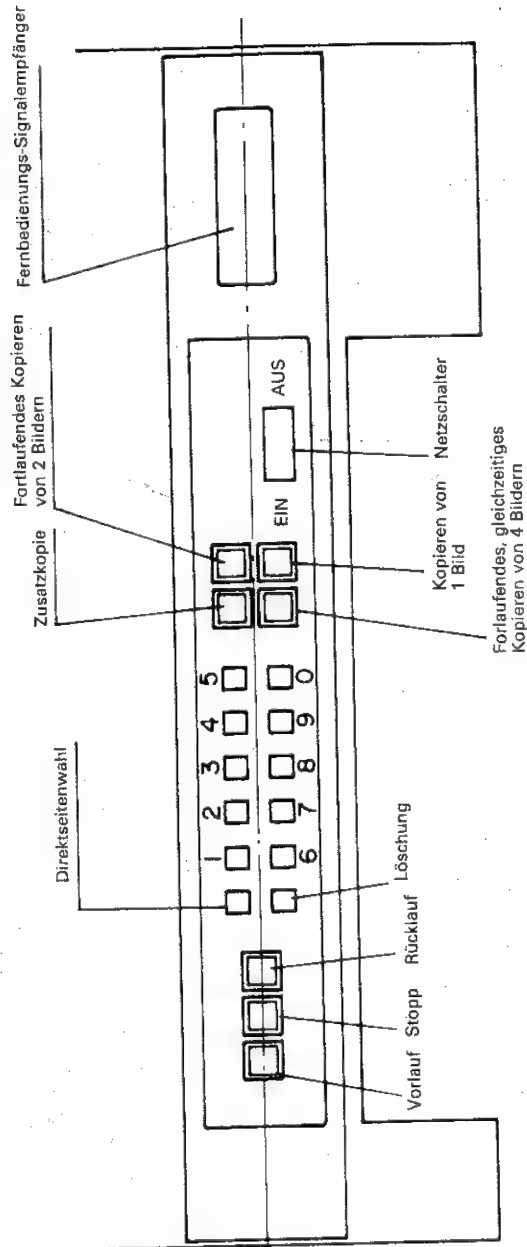 Fernbedienungs-Signalempfänger
Fortlaufendes Kopieren
von 2 Bildern
Zusatzkopie
Direktseitenwahl
1 2 3 4 5
6 7 8 9 0
EIN AUS
Vorlauf Stopp Rücklauf Löschung
Kopieren von
1 Bild
Netzschalter
Forlaufendes, gleichzeitiges
Kopieren von 4 Bildern